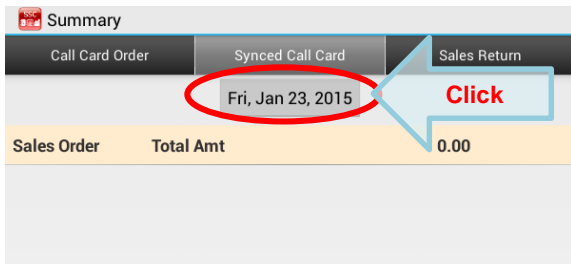 SSC
Summary
Call Card Order Synced Call Card Sales Return
Fri, Jan 23, 2015
Click
Sales Order Total Amt 0.00